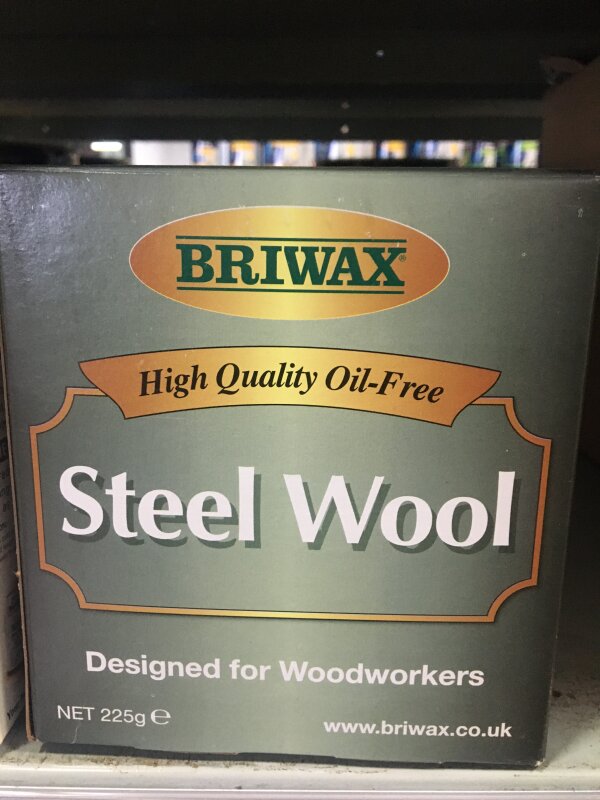 BRIWAX®
High Quality Oil-Free
Steel Wool
Designed for Woodworkers
NET 225g ℮
www.briwax.co.uk